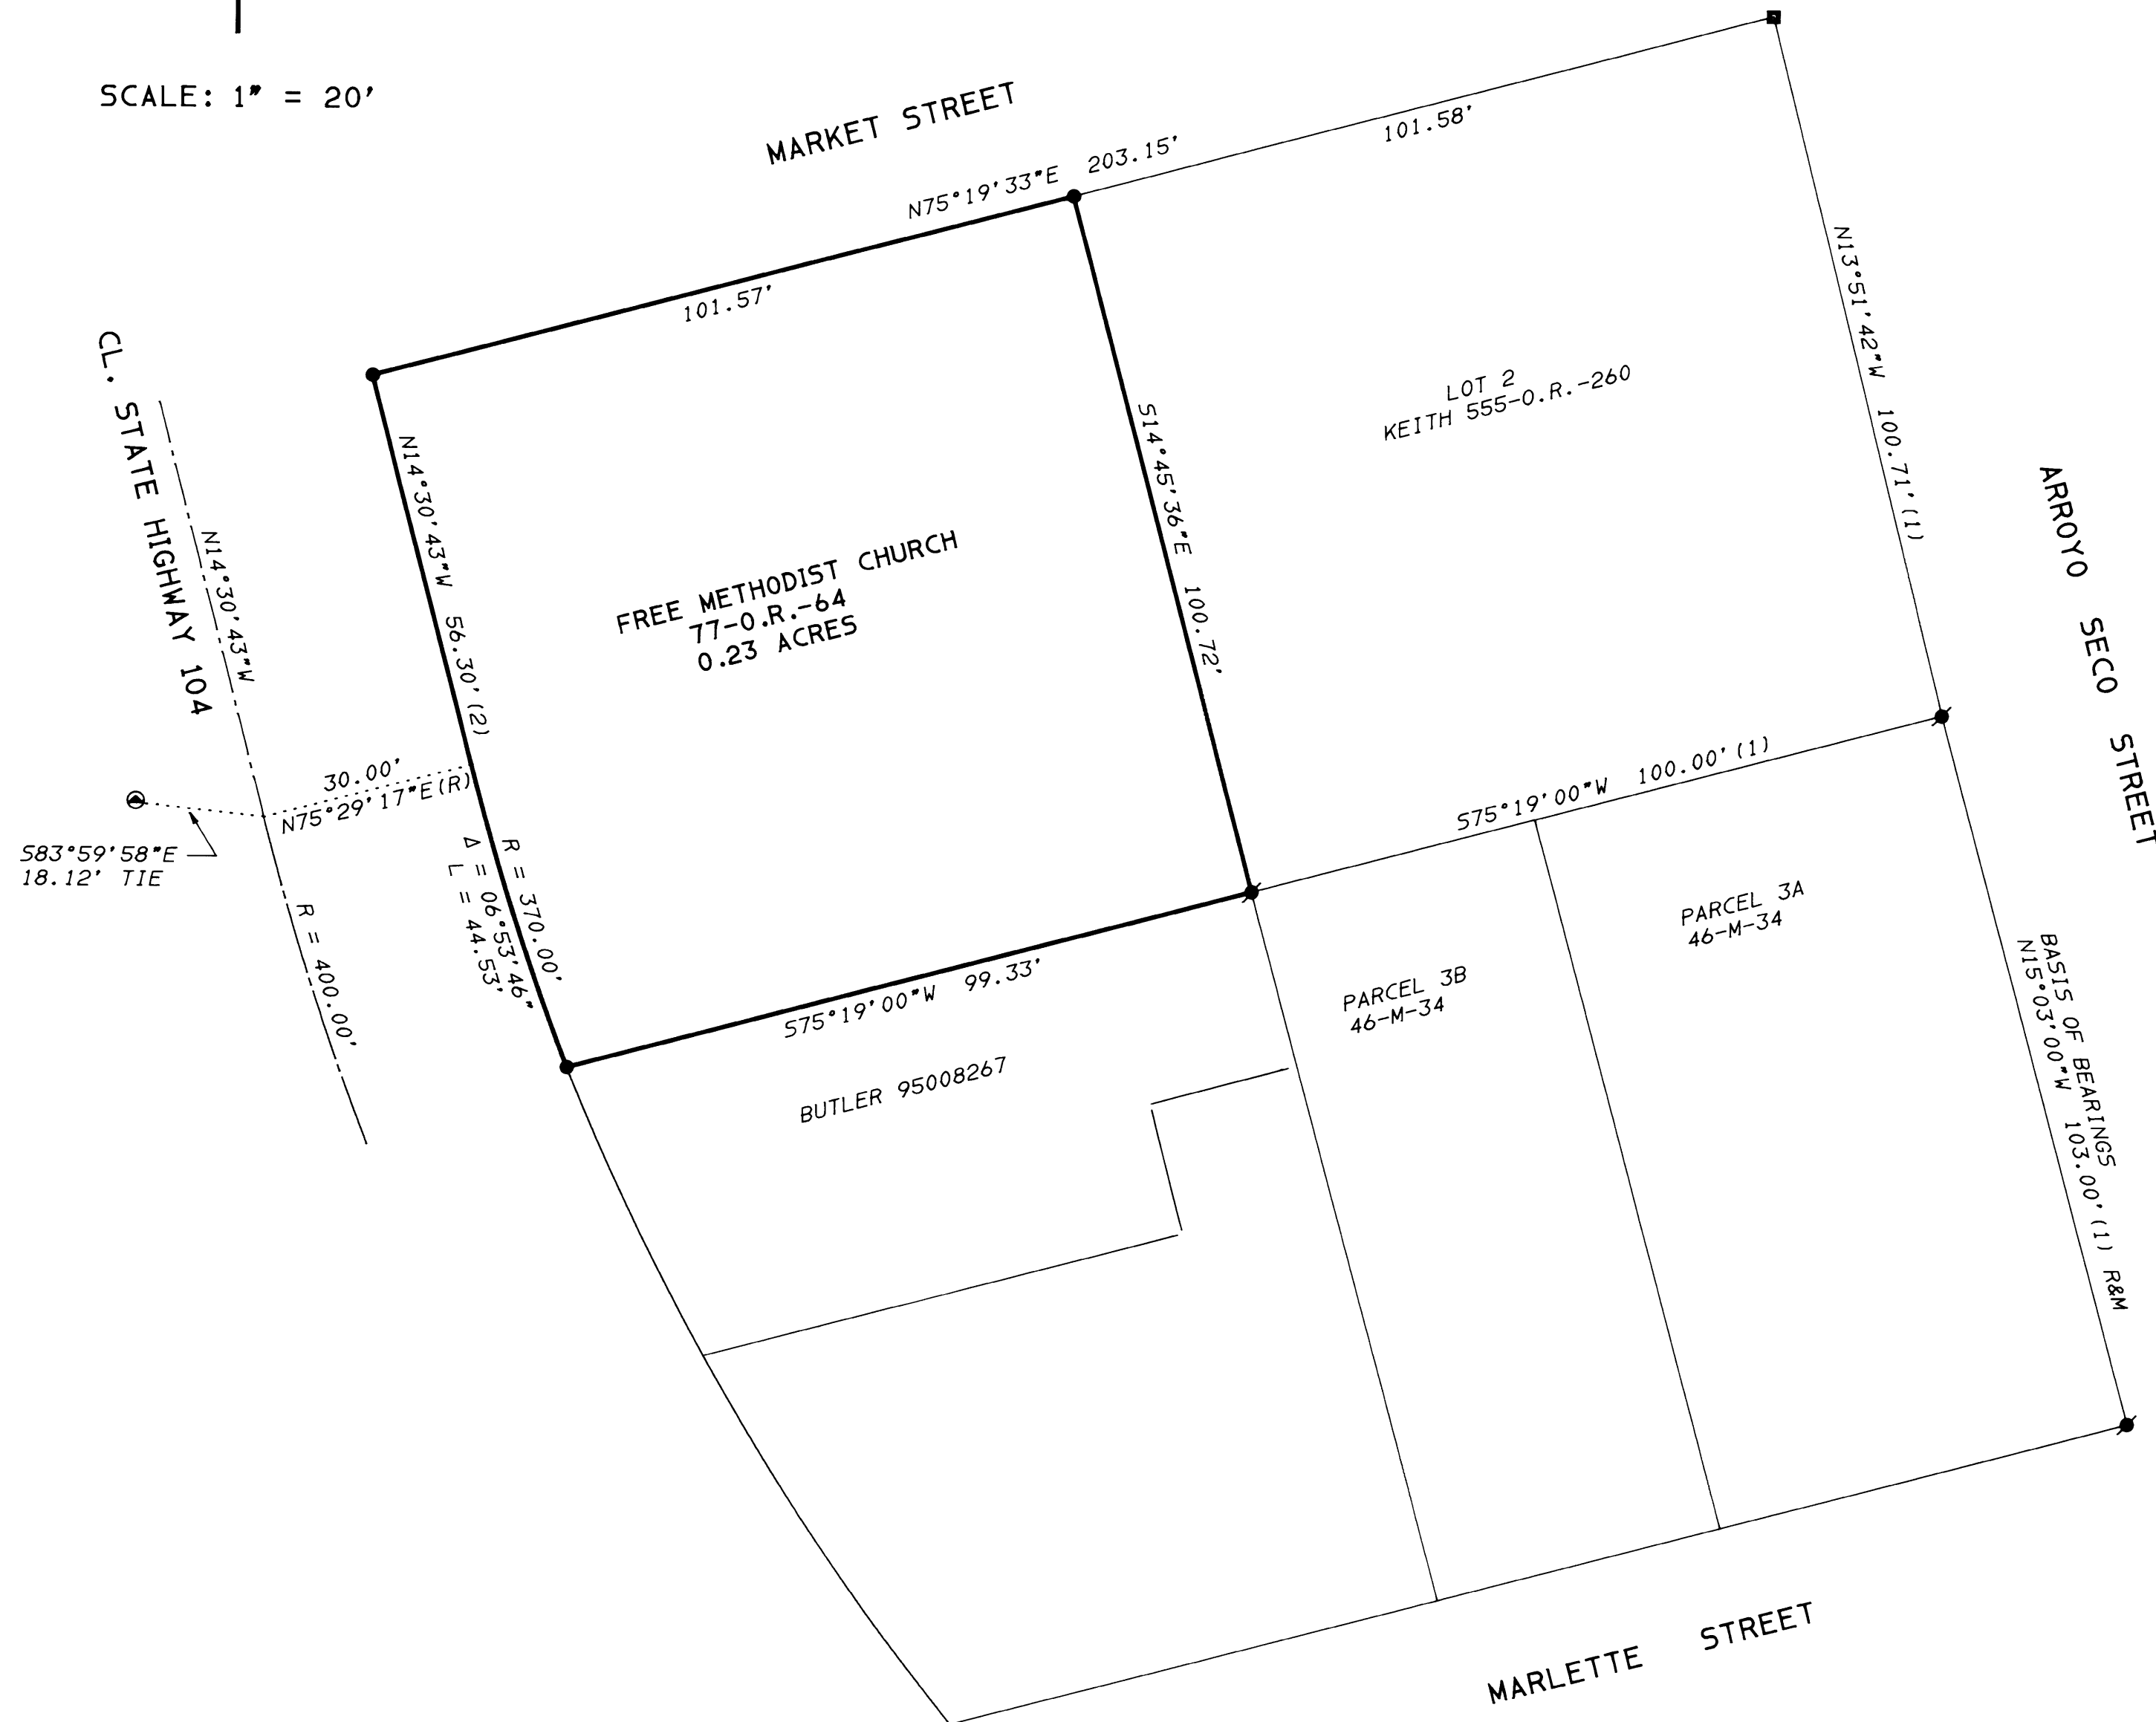 SCALE: 1" = 20'
MARKET STREET
N75°19'33"E 203.15'
101.58'
101.57'
N13°51'42"W 100.71'(1)
CL. STATE HIGHWAY 104
N14°30'43"W
N14°30'43"W 56.30'(2)
S14°45'36"E 100.72'
LOT 2
KEITH 555-O.R.-260
ARROYO SECO STREET
FREE METHODIST CHURCH
77-O.R.-64
0.23 ACRES
30.00'
N75°29'17"E(R)
S83°59'58"E
18.12' TIE
R = 370.00'
Δ = 06°53'46"
L = 44.53'
R = 400.00'
S75°19'00"W 100.00'(1)
S75°19'00"W 99.33'
PARCEL 3A
46-M-34
PARCEL 3B
46-M-34
BASIS OF BEARINGS
N15°03'00"W 103.00'(1) R&M
BUTLER 95008267
MARLETTE STREET